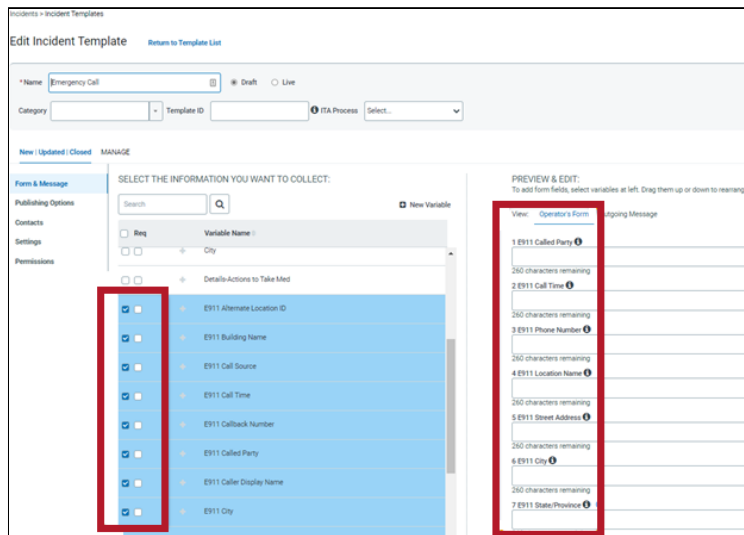 Incidents > Incident Templates
Edit Incident Template Return to Template List
*Name Emergency Call Draft Live
Category Template ID ITA Process Select...
New | Updated | Closed MANAGE
Form & Message
Publishing Options
Contacts
Settings
Permissions
SELECT THE INFORMATION YOU WANT TO COLLECT:
Search New Variable
Req Variable Name
City
Details-Actions to Take Med
E911 Alternate Location ID
E911 Building Name
E911 Call Source
E911 Call Time
E911 Callback Number
E911 Called Party
E911 Caller Display Name
E911 City
PREVIEW & EDIT:
To add form fields, select variables at left. Drag them up or down to rearrang
View: Operator's Form utgoing Message
1 E911 Called Party
260 characters remaining
2 E911 Call Time
260 characters remaining
3 E911 Phone Number
260 characters remaining
4 E911 Location Name
260 characters remaining
5 E911 Street Address
260 characters remaining
6 E911 City
260 characters remaining
7 E911 State/Province